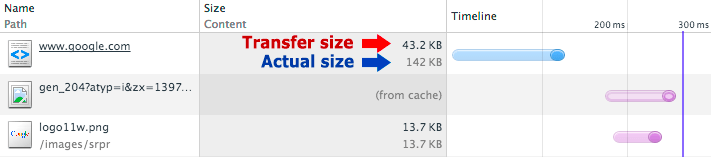 Name Size Timeline
Path Content 200 ms 300 ms
www.google.com Transfer size 43.2 KB
Actual size 142 KB
gen_204?atyp=i&zx=1397... (from cache)
logo11w.png 13.7 KB
/images/srpr 13.7 KB